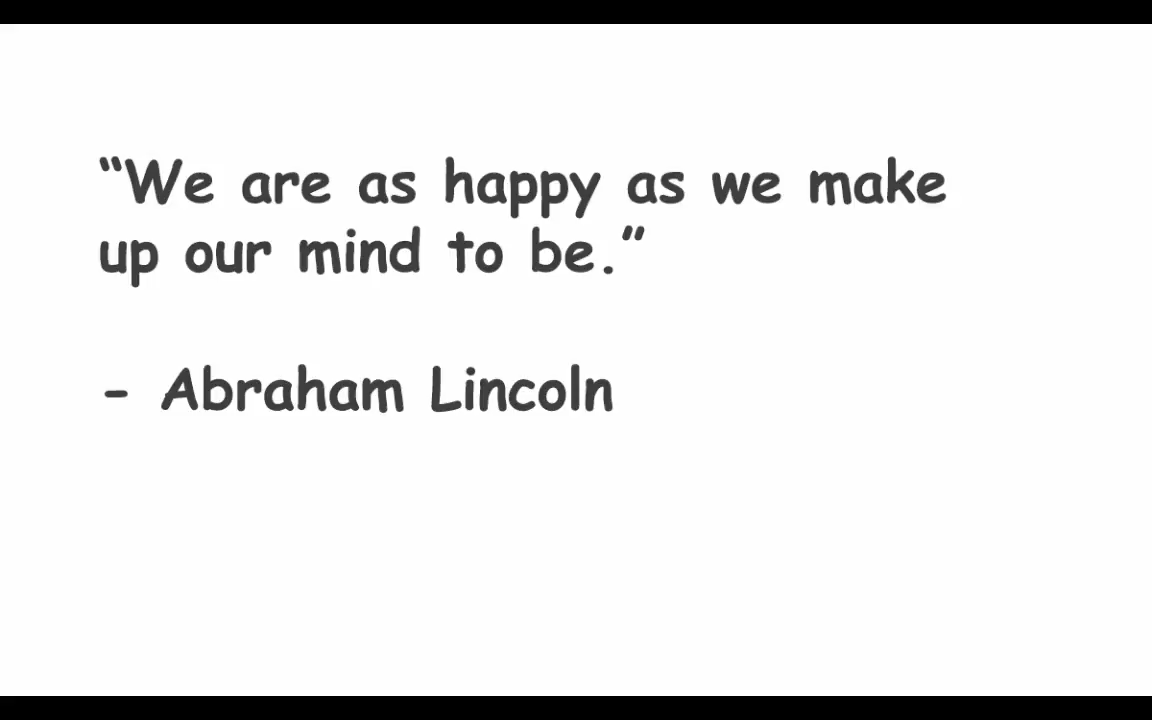 “We are as happy as we make
up our mind to be.”
- Abraham Lincoln